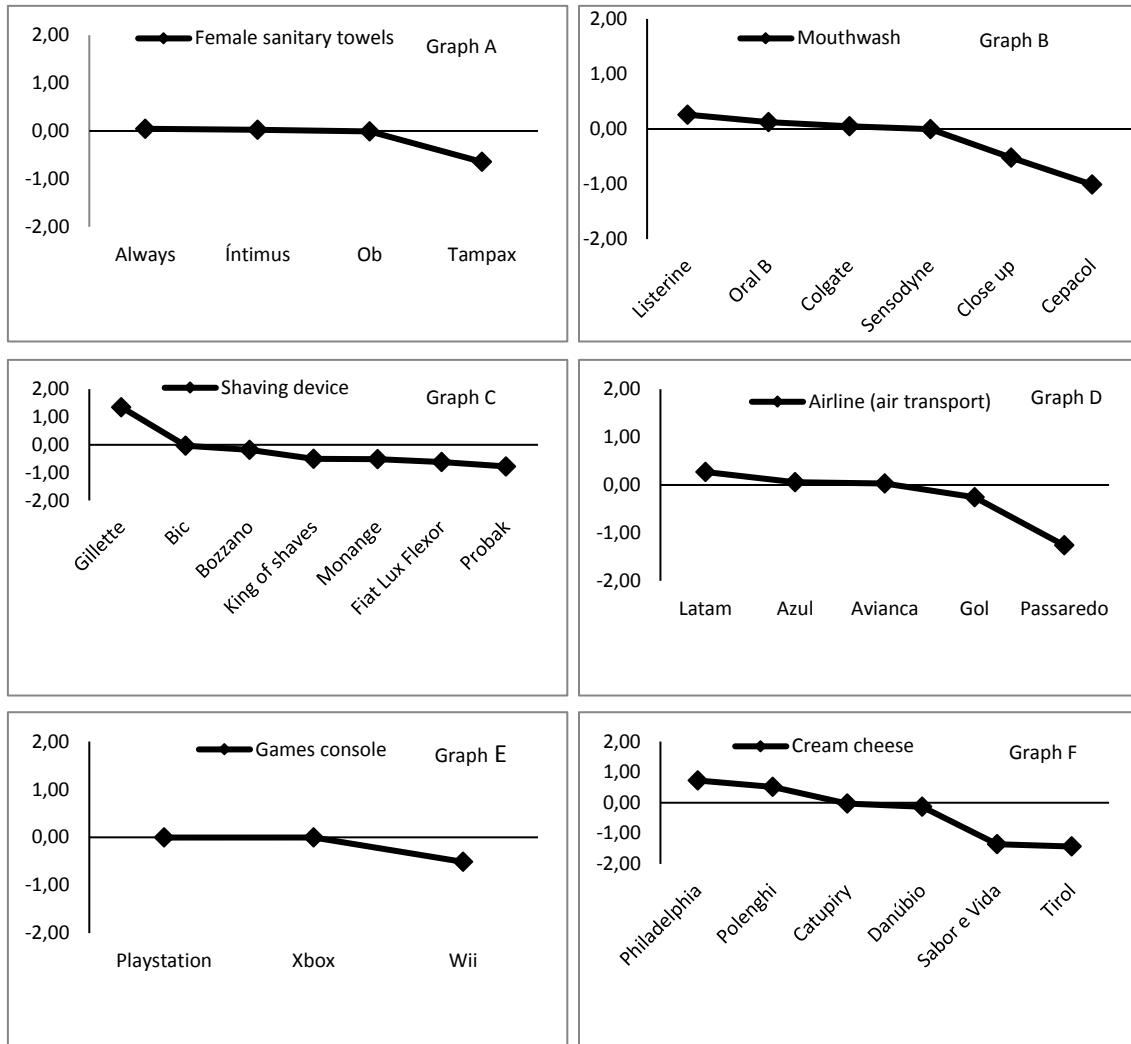 Female sanitary towels
Graph A
2,00
1,00
0,00
-1,00
-2,00
Always Íntimus Ob Tampax
Mouthwash
Graph B
2,00
1,00
0,00
-1,00
-2,00
Listerine Oral B Colgate Sensodyne Close up Cepacol
Shaving device
Graph C
2,00
1,00
0,00
-1,00
-2,00
Gillette Bic Bozzano King of shaves Monange Fiat Lux Flexor Probak
Airline (air transport)
Graph D
2,00
1,00
0,00
-1,00
-2,00
Latam Azul Avianca Gol Passaredo
Games console
Graph E
2,00
1,00
0,00
-1,00
-2,00
Playstation Xbox Wii
Cream cheese
Graph F
2,00
1,00
0,00
-1,00
-2,00
Philadelphia Polenghi Catupiry Danúbio Sabor e Vida Tirol